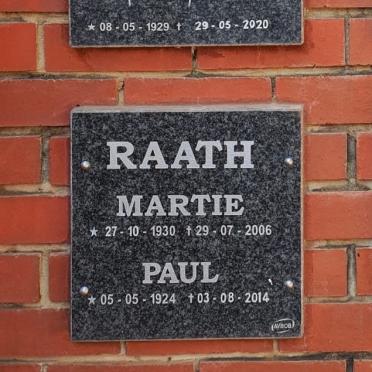 ★ 08-05-1929 † 29-05-2020
RAATH
MARTIE
★ 27-10-1930 † 29-07-2006
PAUL
★ 05-05-1924 † 03-08-2014
AVBOB